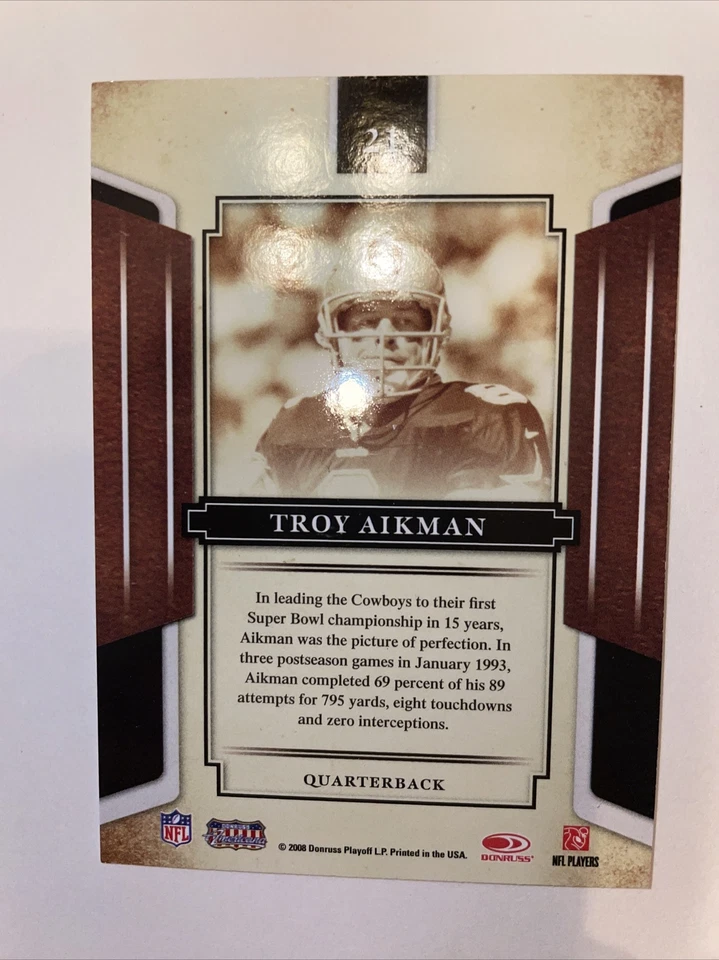 TROY AIKMAN
In leading the Cowboys to their first
Super Bowl championship in 15 years,
Aikman was the picture of perfection. In
three postseason games in January 1993,
Aikman completed 69 percent of his 89
attempts for 795 yards, eight touchdowns
and zero interceptions.
QUARTERBACK
NFL
DONRUSS
Americana
© 2008 Donruss Playoff L.P. Printed in the USA.
DONRUSS
NFL PLAYERS